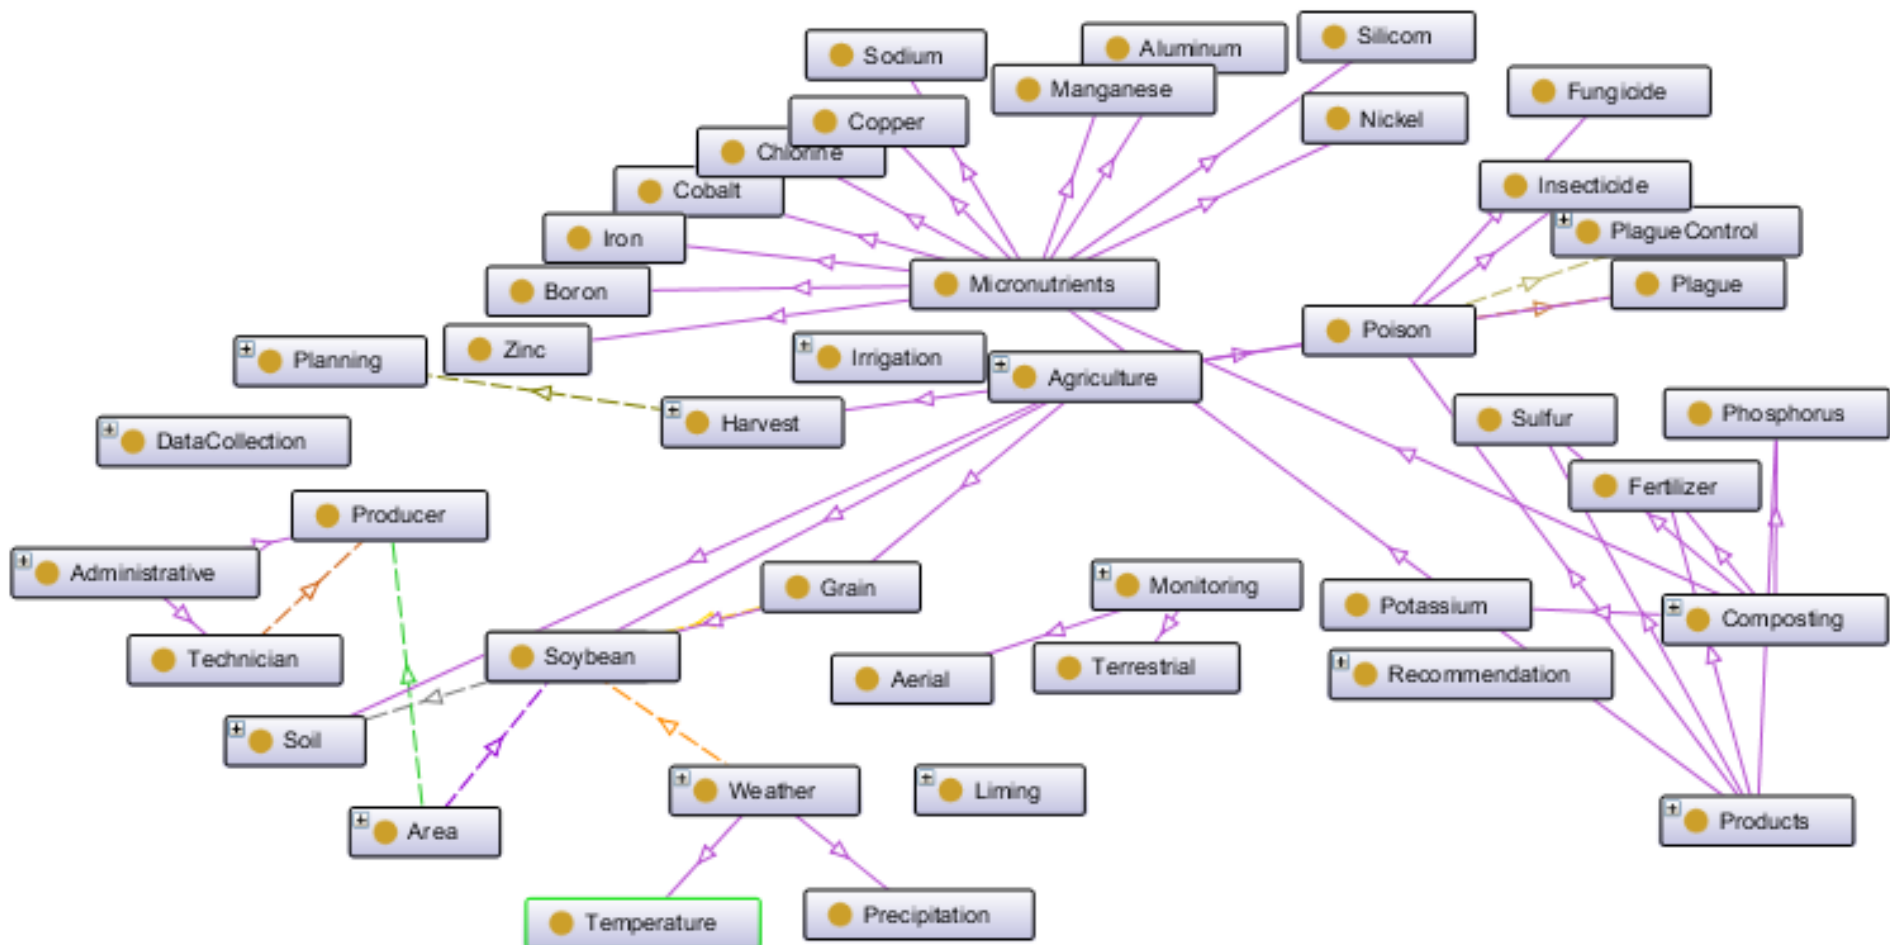 Silicom
Aluminum
Sodium
Manganese
Fungicide
Copper
Nickel
Chlorine
Cobalt
Insecticide
Iron
PlagueControl
Micronutrients
Plague
Boron
Poison
Zinc
Irrigation
Planning
Agriculture
Phosphorus
Sulfur
Harvest
DataCollection
Fertilizer
Producer
Administrative
Monitoring
Grain
Potassium
Composting
Soybean
Technician
Terrestrial
Recommendation
Aerial
Soil
Weather
Liming
Products
Area
Precipitation
Temperature